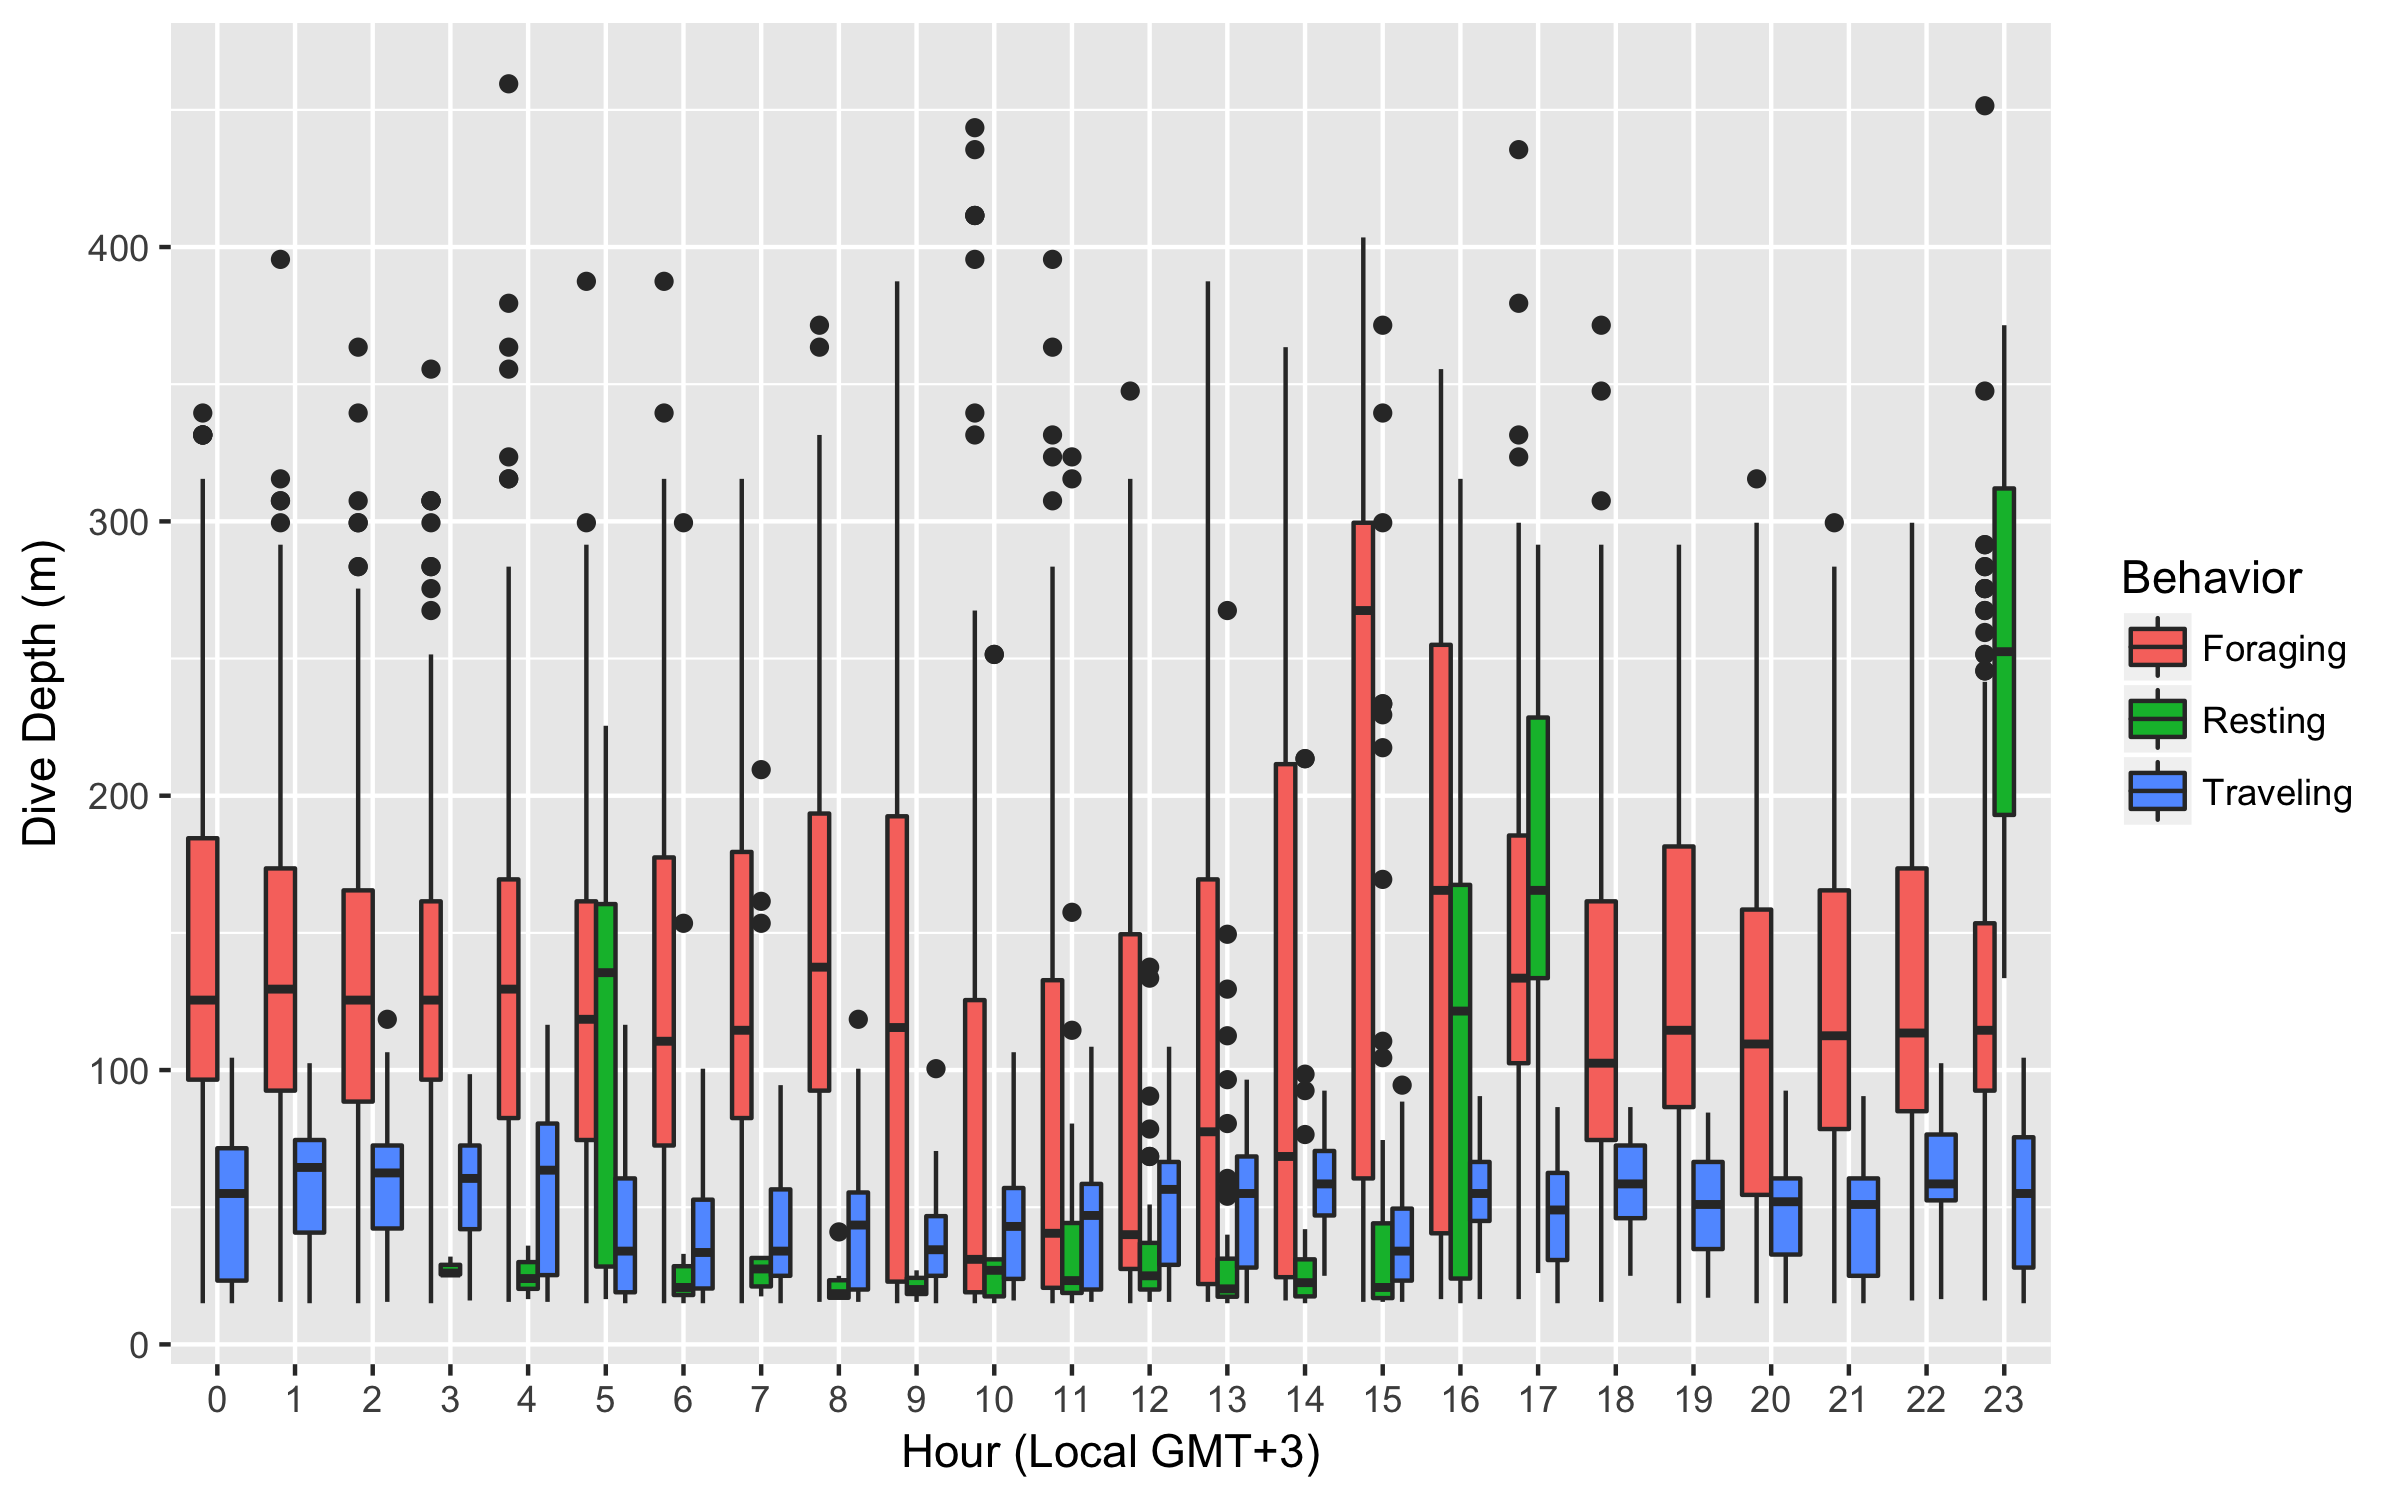 Dive Depth (m)
400
300
200
100
0
0 1 2 3 4 5 6 7 8 9 10 11 12 13 14 15 16 17 18 19 20 21 22 23
Hour (Local GMT+3)
Behavior
Foraging
Resting
Traveling